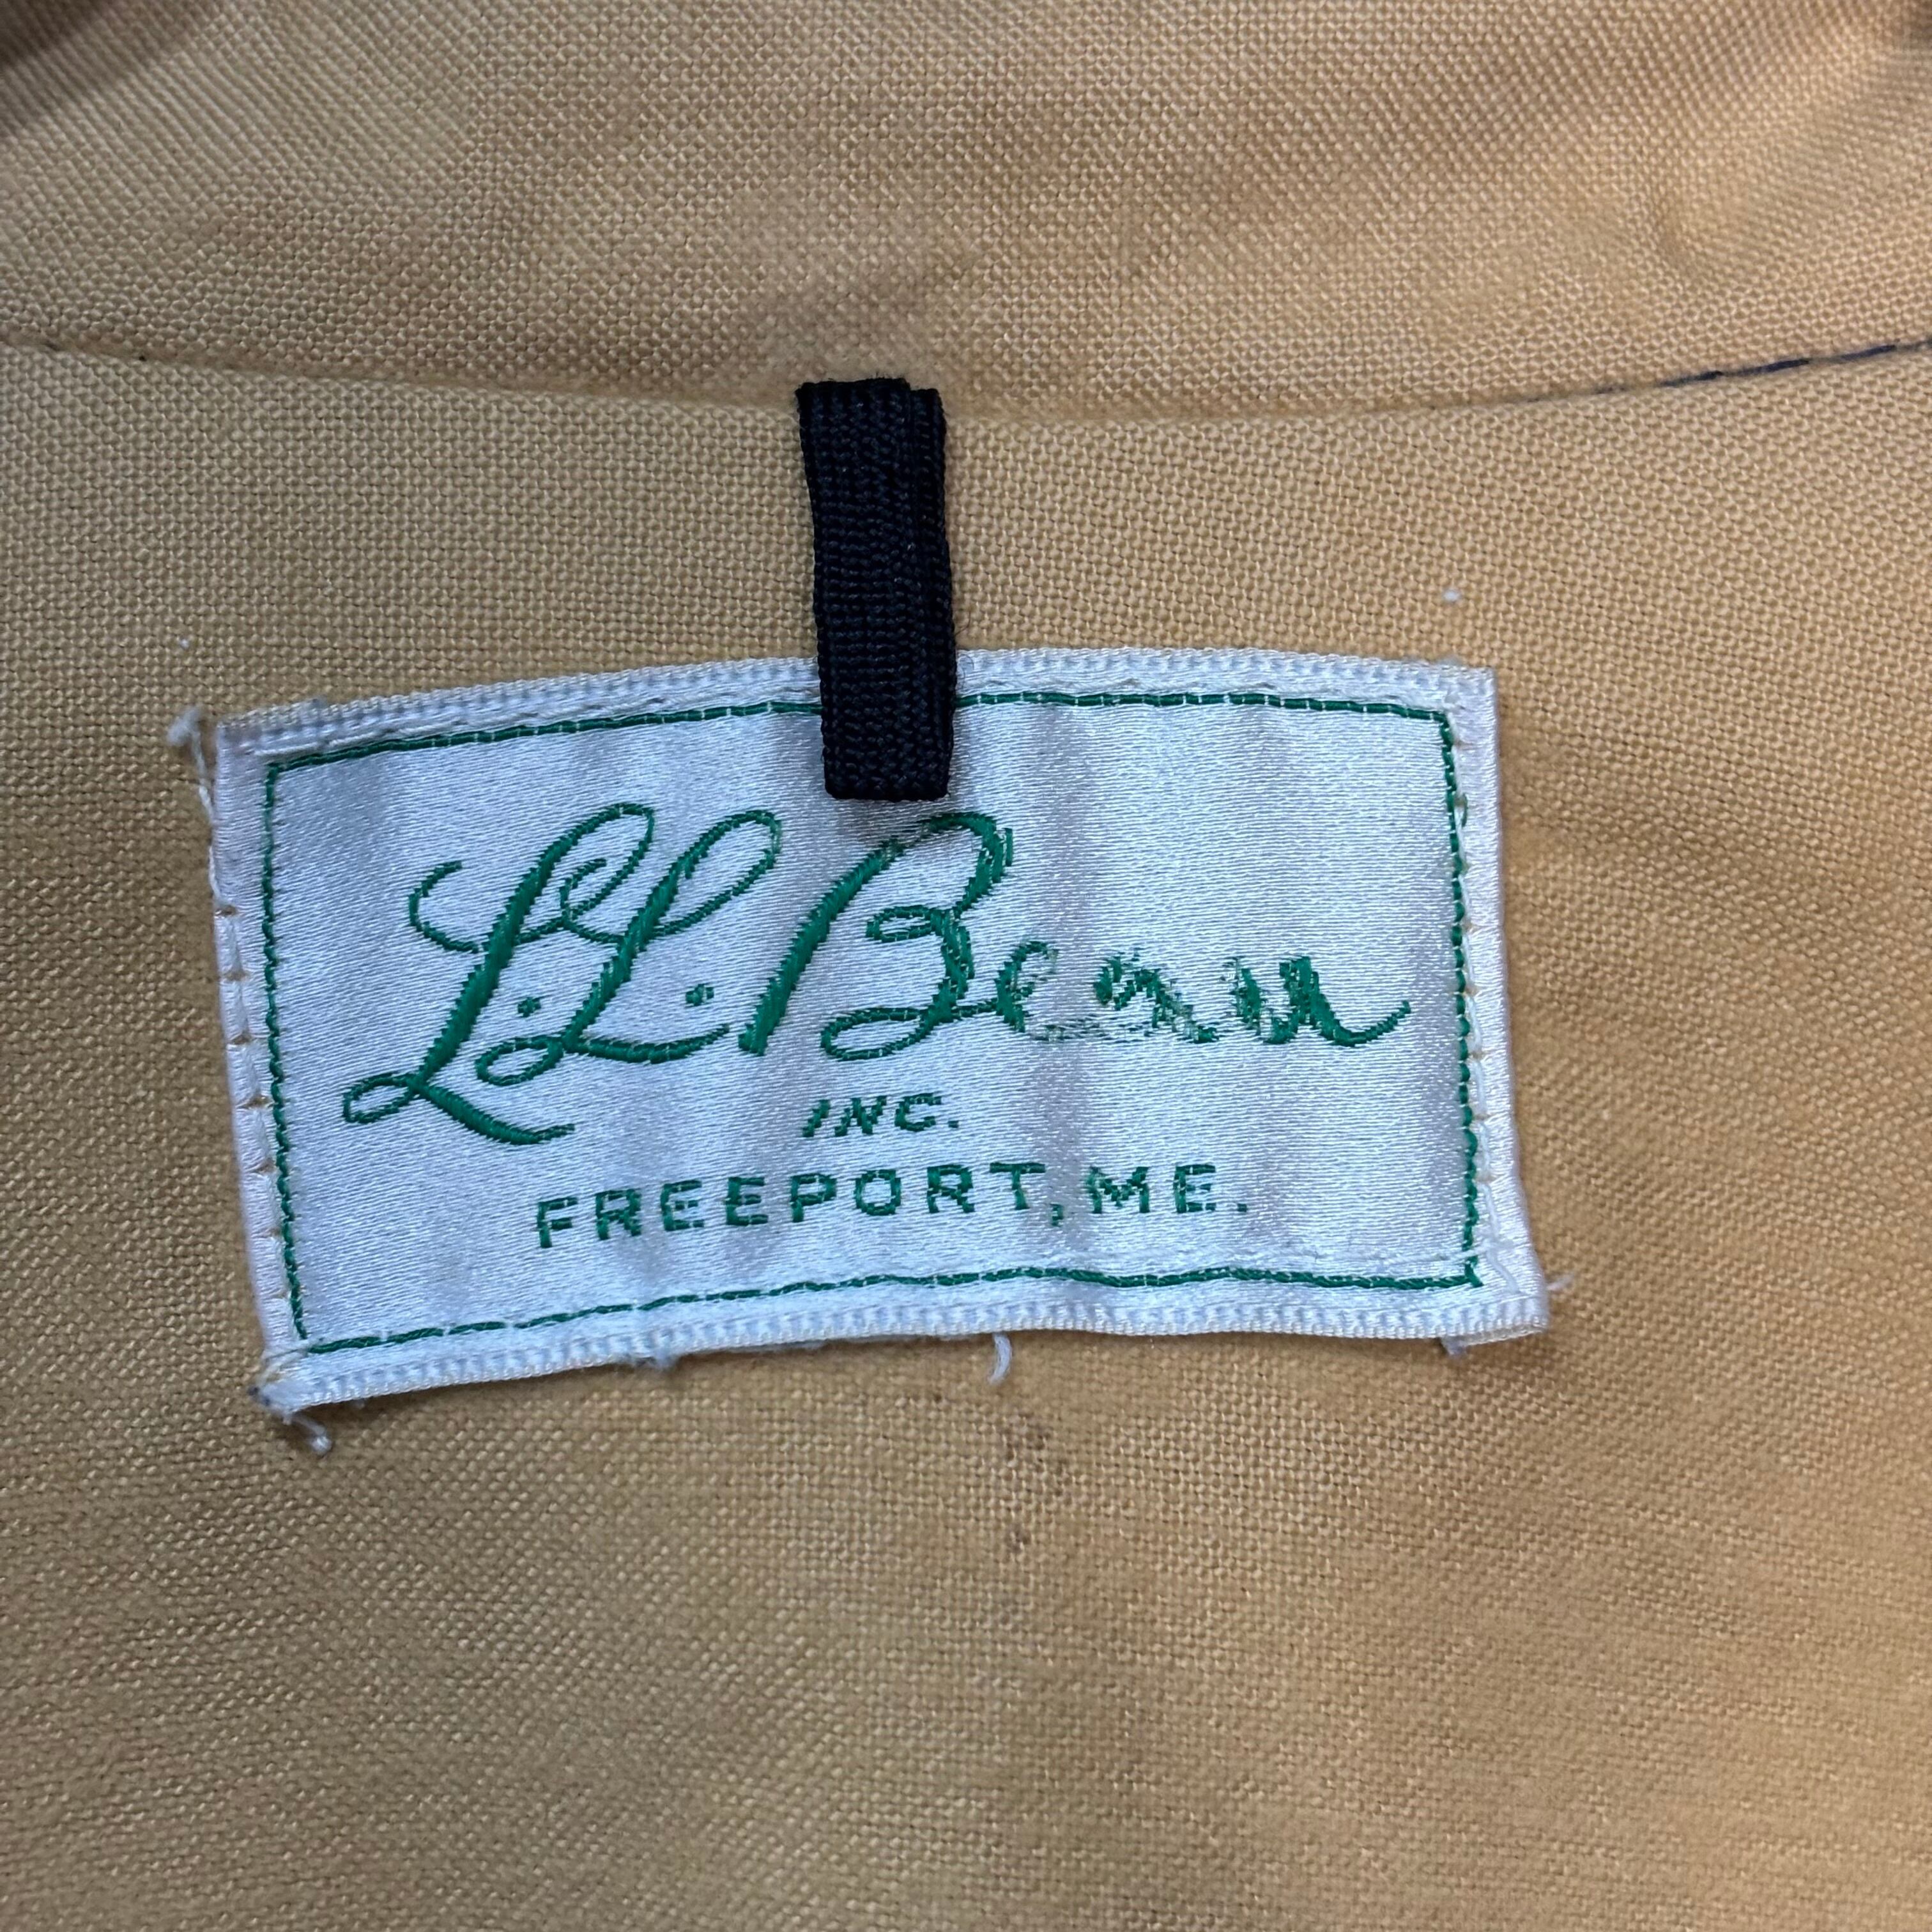 L.L. Bean
INC.
FREEPORT, ME.